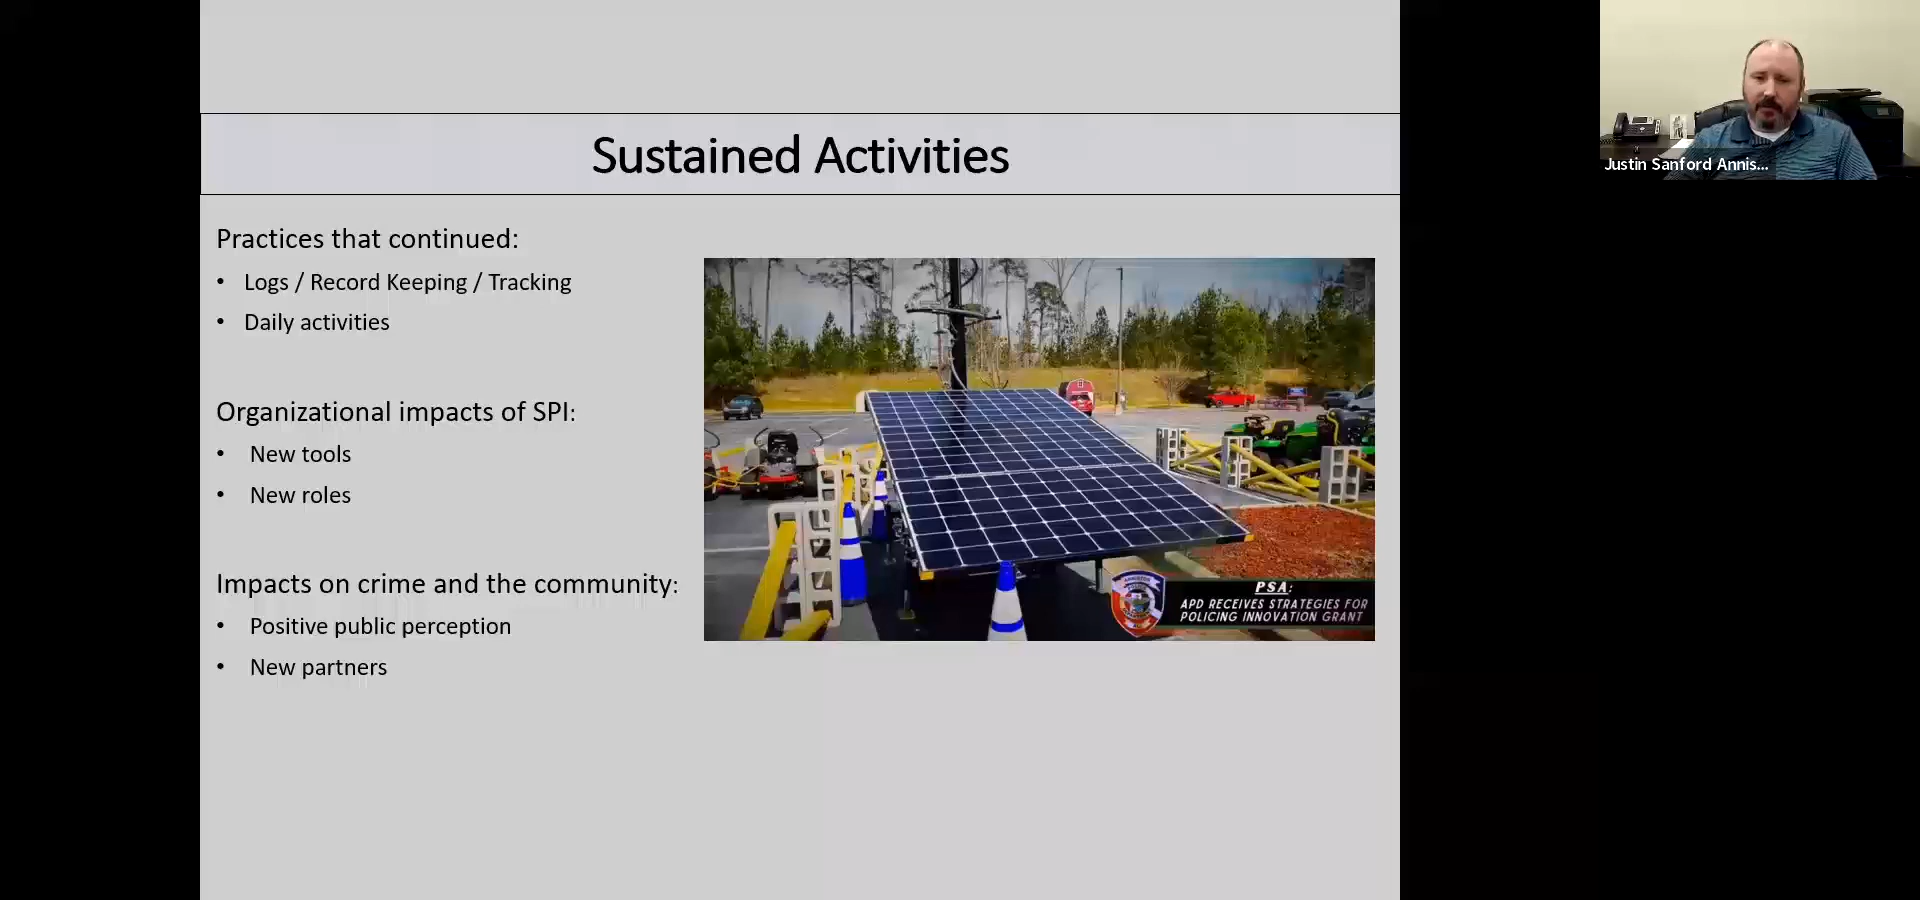 Sustained Activities
Practices that continued:
• Logs / Record Keeping / Tracking
• Daily activities
Organizational impacts of SPI:
• New tools
• New roles
Impacts on crime and the community:
• Positive public perception
• New partners
PSA:
APD RECEIVES STRATEGIES FOR
POLICING INNOVATION GRANT
Justin Sanford Annis...